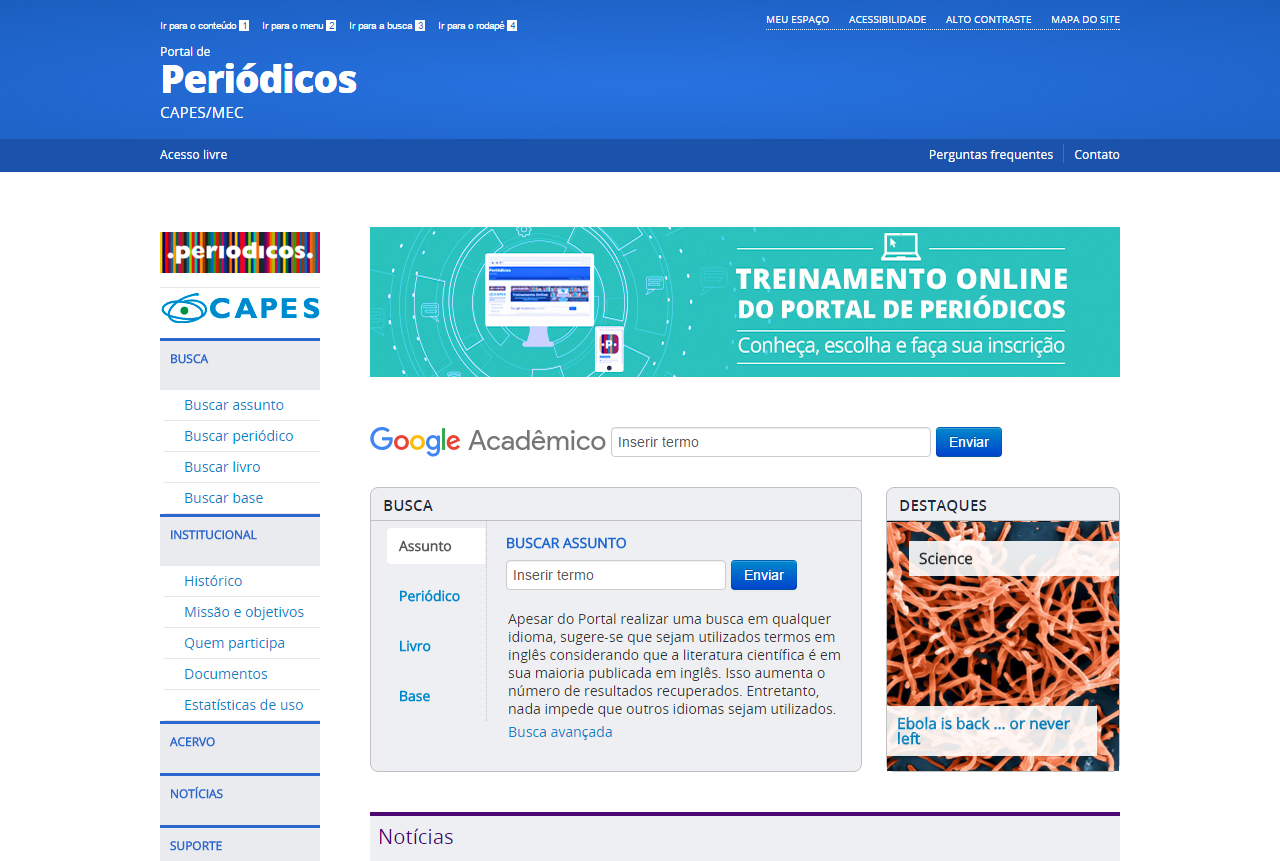 Ir para o conteúdo 1 Ir para o menu 2 Ir para a busca 3 Ir para o rodapé 4
MEU ESPAÇO ACESSIBILIDADE ALTO CONTRASTE MAPA DO SITE
Portal de
Periódicos
CAPES/MEC
Acesso livre
Perguntas frequentes Contato
.periodicos.
CAPES
BUSCA
Buscar assunto
Buscar periódico
Buscar livro
Buscar base
INSTITUCIONAL
Histórico
Missão e objetivos
Quem participa
Documentos
Estatísticas de uso
ACERVO
NOTÍCIAS
SUPORTE
TREINAMENTO ONLINE
DO PORTAL DE PERIÓDICOS
Conheça, escolha e faça sua inscrição
Google Acadêmico Inserir termo Enviar
BUSCA
Assunto
Periódico
Livro
Base
BUSCAR ASSUNTO
Inserir termo Enviar
Apesar do Portal realizar uma busca em qualquer
idioma, sugere-se que sejam utilizados termos em
inglês considerando que a literatura científica é em
sua maioria publicada em inglês. Isso aumenta o
número de resultados recuperados. Entretanto,
nada impede que outros idiomas sejam utilizados.
Busca avançada
DESTAQUES
Science
Ebola is back ... or never
left
Notícias